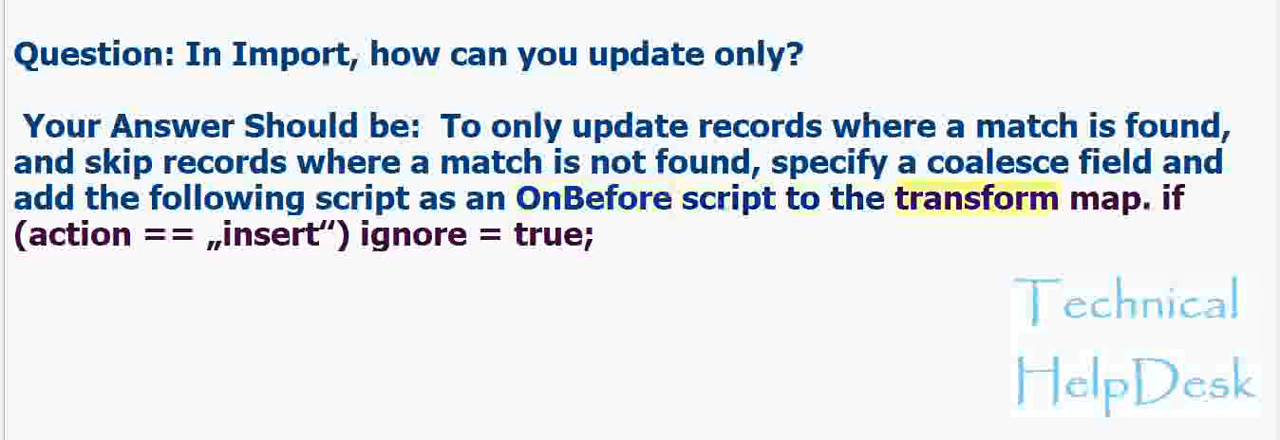 Question: In Import, how can you update only?
Your Answer Should be: To only update records where a match is found,
and skip records where a match is not found, specify a coalesce field and
add the following script as an OnBefore script to the transform map. if
(action == „insert“) ignore = true;
Technical
HelpDesk